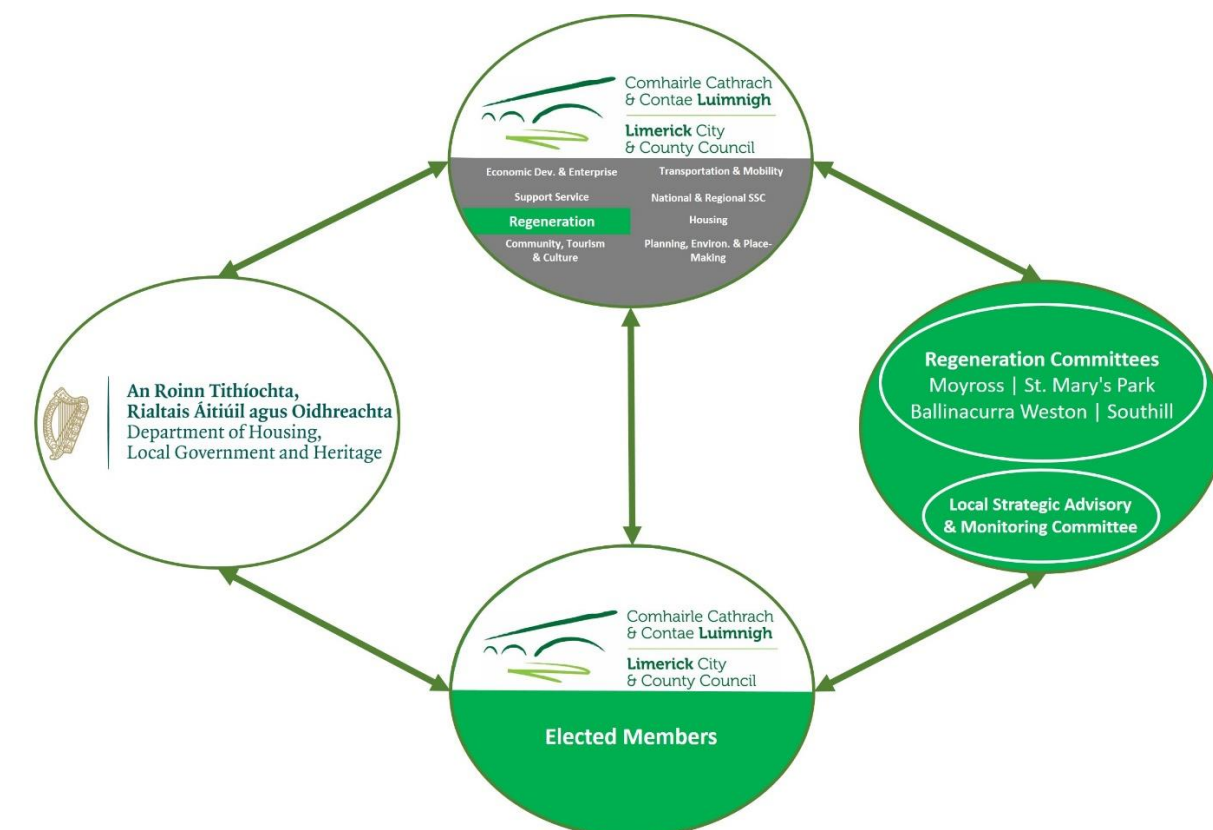 Comhairle Cathrach
& Contae Luimnigh
Limerick City
& County Council
Economic Dev. & Enterprise
Transportation & Mobility
Support Service
National & Regional SSC
Regeneration
Housing
Community, Tourism
& Culture
Planning, Environ. & Place-
Making
An Roinn Tithíochta,
Rialtais Áitiúil agus Oidhreachta
Department of Housing,
Local Government and Heritage
Regeneration Committees
Moyross | St. Mary's Park
Ballinacurra Weston | Southill
Local Strategic Advisory
& Monitoring Committee
Comhairle Cathrach
& Contae Luimnigh
Limerick City
& County Council
Elected Members